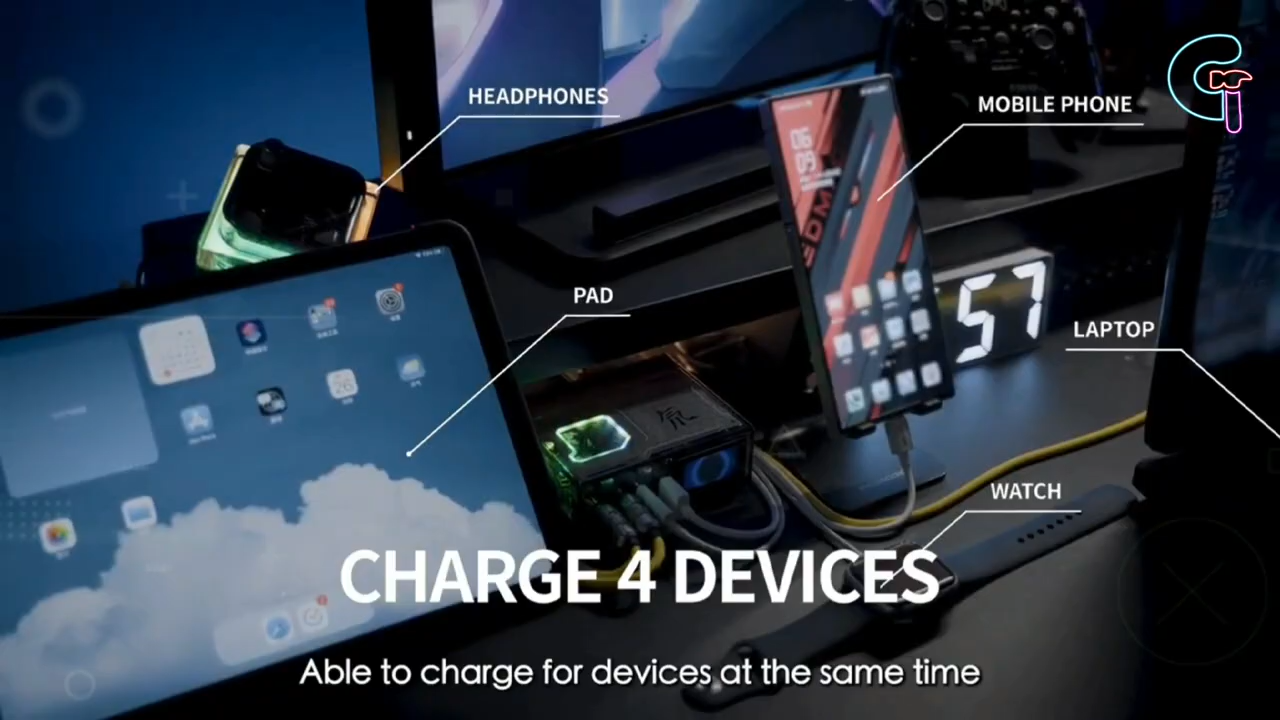 HEADPHONES
MOBILE PHONE
PAD
LAPTOP
57
氘
WATCH
CHARGE 4 DEVICES
Able to charge for devices at the same time